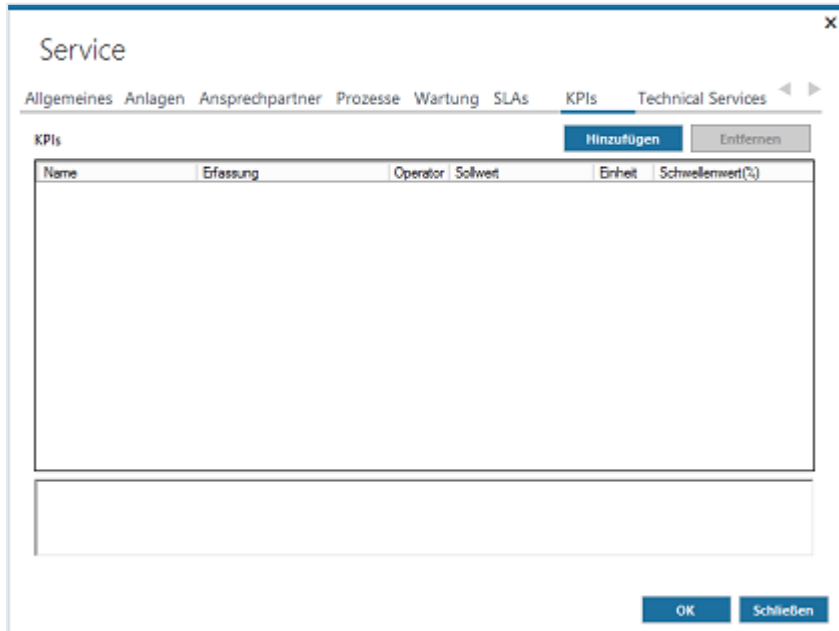 x
Service
Allgemeines Anlagen Ansprechpartner Prozesse Wartung SLAs KPIs Technical Services
KPIs Hinzufügen Entfernen
Name Erfassung Operator Sollwert Einheit Schwellenwert(%)
OK Schließen